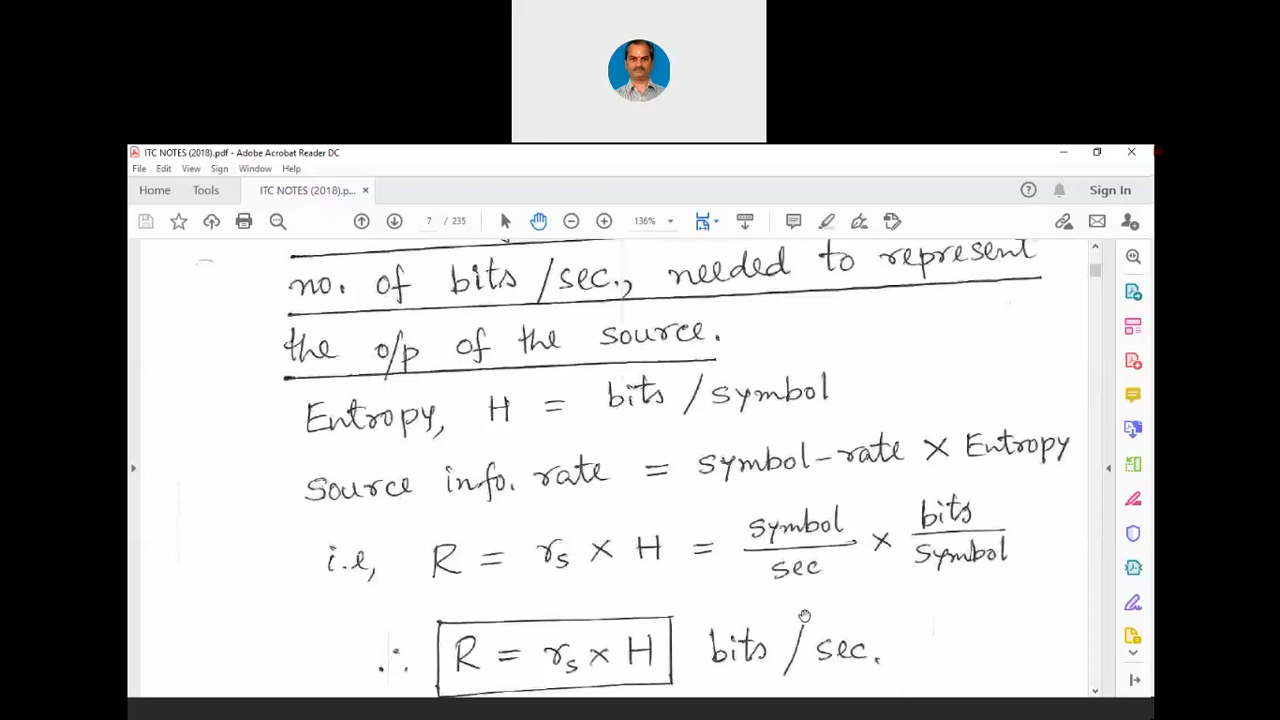 ITC NOTES (2018).pdf - Adobe Acrobat Reader DC
File Edit View Sign Window Help
Home Tools ITC NOTES (2018).p... × Sign In
7 / 235 136%
no. of bits /sec., needed to represent
the o/p of the source.
Entropy, H = bits / symbol
Source info. rate = symbol-rate × Entropy
i.e, R = rs × H = symbol/sec × bits/symbol
∴ R = rs × H bits / sec.